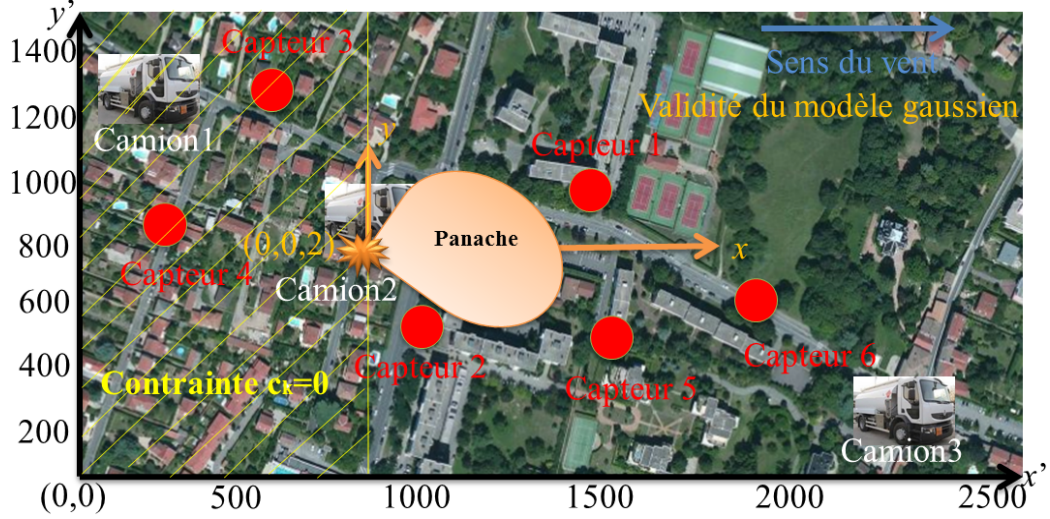 y’
1400
1200
1000
800
600
400
200
(0,0)
500
1000
1500
2000
2500
x’
Capteur 3
Sens du vent
Validité du modèle gaussien
Camion1
Capteur 1
y
Panache
(0,0,2)
x
Capteur 4
Camion2
Capteur 2
Capteur 5
Capteur 6
Contrainte cₖ=0
Camion3